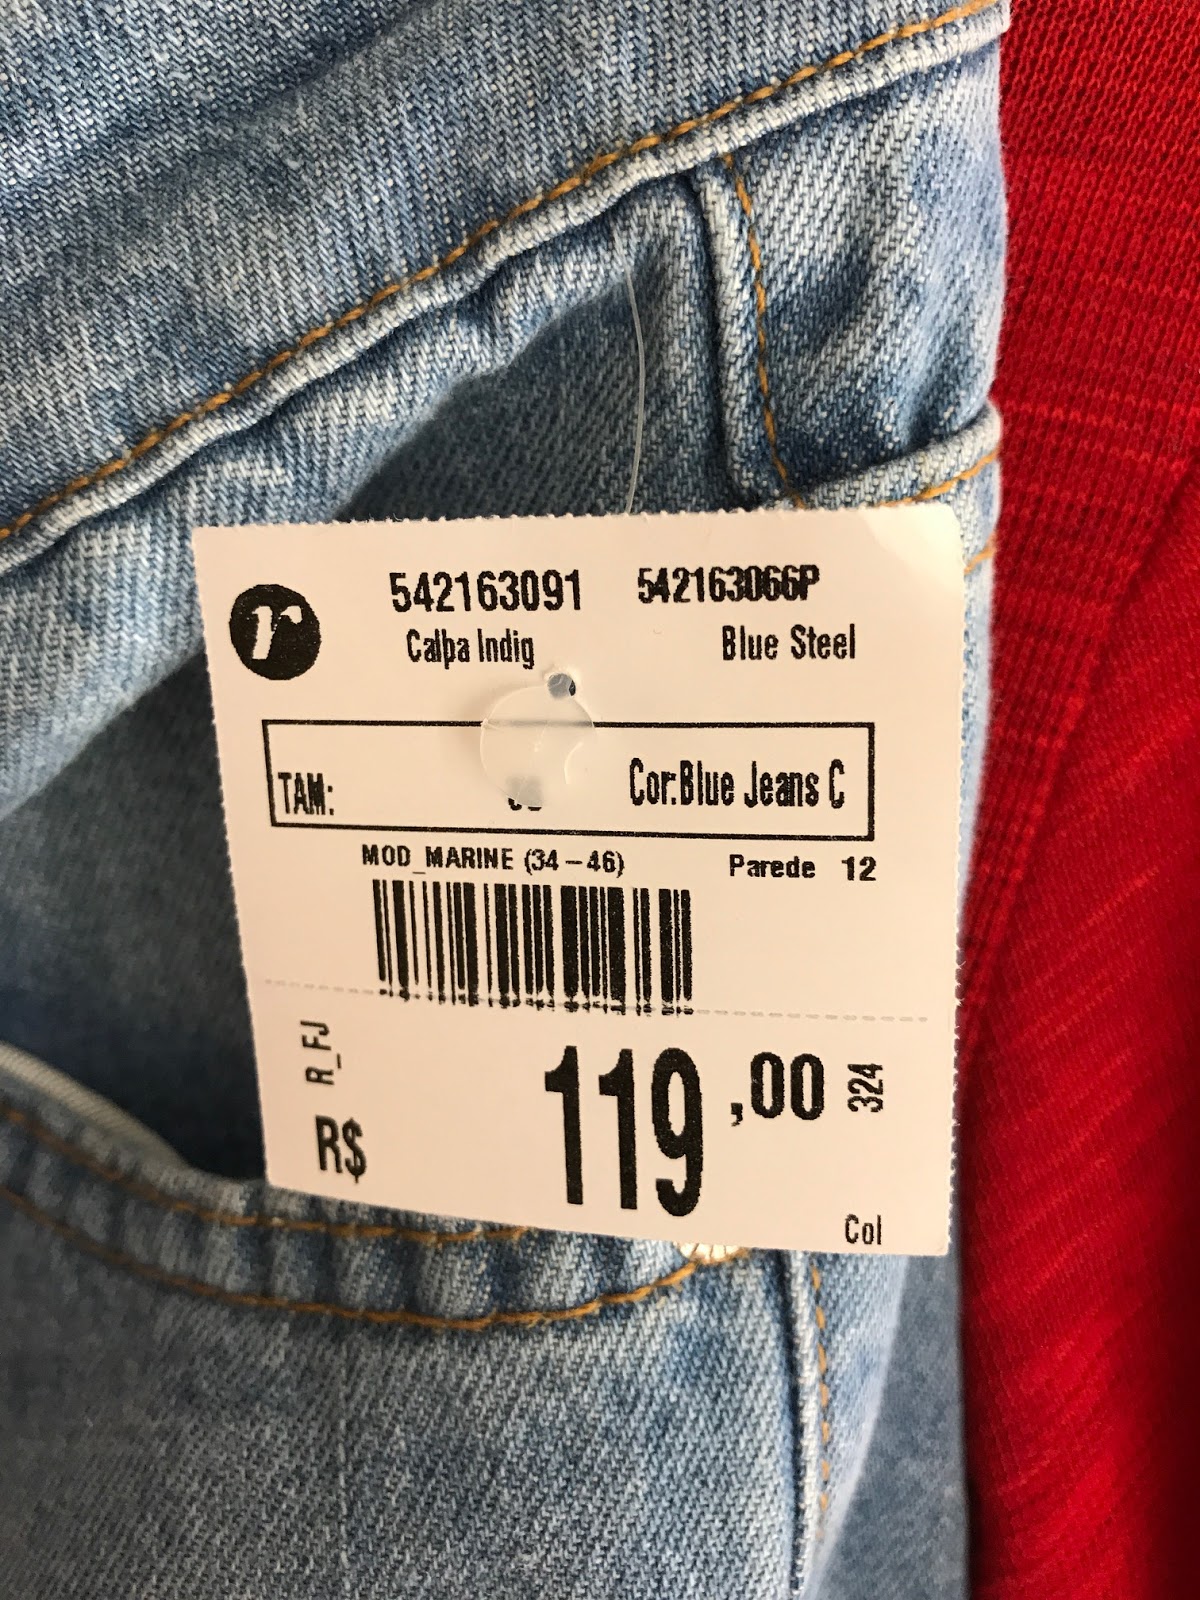 r
542163091 542163066P
Calpa Indig Blue Steel
TAM: Cor:Blue Jeans C
MOD_MARINE (34-46) Parede 12
R_FJ
R$ 119,00
324
Col